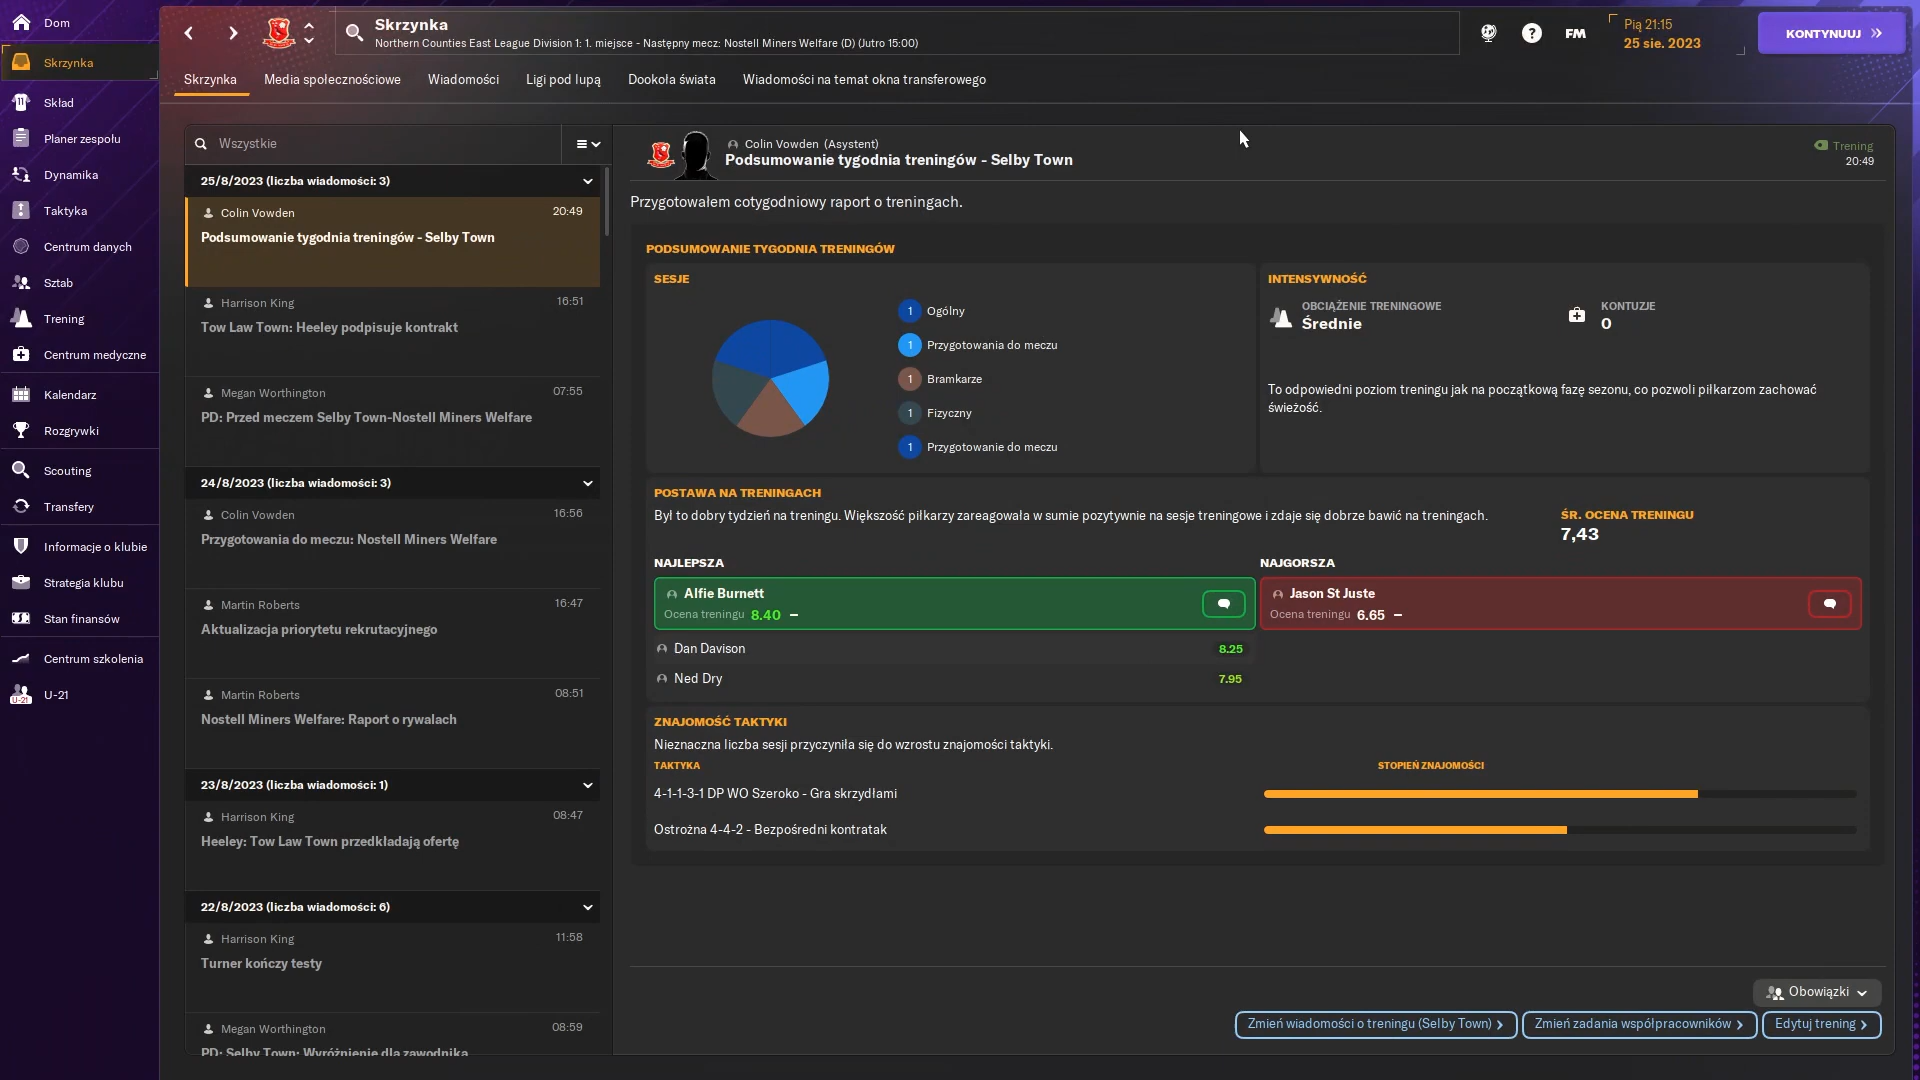 Dom
Skrzynka
Skład
Planer zespołu
Dynamika
Taktyka
Centrum danych
Sztab
Trening
Centrum medyczne
Kalendarz
Rozgrywki
Scouting
Transfery
Informacje o klubie
Strategia klubu
Stan finansów
Centrum szkolenia
U-21
U-21
Skrzynka
Northern Counties East League Division 1: 1. miejsce - Następny mecz: Nostell Miners Welfare (D) (Jutro 15:00)
?
FM
Pią 21:15
25 sie. 2023
KONTYNUUJ
Skrzynka
Media społecznościowe
Wiadomości
Ligi pod lupą
Dookoła świata
Wiadomości na temat okna transferowego
Wszystkie
25/8/2023 (liczba wiadomości: 3)
Colin Vowden 20:49
Podsumowanie tygodnia treningów - Selby Town
Harrison King 16:51
Tow Law Town: Heeley podpisuje kontrakt
Megan Worthington 07:55
PD: Przed meczem Selby Town-Nostell Miners Welfare
24/8/2023 (liczba wiadomości: 3)
Colin Vowden 16:56
Przygotowania do meczu: Nostell Miners Welfare
Martin Roberts 16:47
Aktualizacja priorytetu rekrutacyjnego
Martin Roberts 08:51
Nostell Miners Welfare: Raport o rywalach
23/8/2023 (liczba wiadomości: 1)
Harrison King 08:47
Heeley: Tow Law Town przedkładają ofertę
22/8/2023 (liczba wiadomości: 6)
Harrison King 11:58
Turner kończy testy
Megan Worthington 08:59
PD: Selby Town: Wyróżnienie dla zawodnika
Colin Vowden (Asystent)
Podsumowanie tygodnia treningów - Selby Town
Trening
20:49
Przygotowałem cotygodniowy raport o treningach.
PODSUMOWANIE TYGODNIA TRENINGÓW
SESJE
1 Ogólny
1 Przygotowania do meczu
1 Bramkarze
1 Fizyczny
1 Przygotowanie do meczu
INTENSYWNOŚĆ
OBCIĄŻENIE TRENINGOWE
Średnie
KONTUZJE
0
To odpowiedni poziom treningu jak na początkową fazę sezonu, co pozwoli piłkarzom zachować
świeżość.
POSTAWA NA TRENINGACH
Był to dobry tydzień na treningu. Większość piłkarzy zareagowała w sumie pozytywnie na sesje treningowe i zdaje się dobrze bawić na treningach.
ŚR. OCENA TRENINGU
7,43
NAJLEPSZA
Alfie Burnett
Ocena treningu 8.40 –
Dan Davison 8.25
Ned Dry 7.95
NAJGORSZA
Jason St Juste
Ocena treningu 6.65 –
ZNAJOMOŚĆ TAKTYKI
Nieznaczna liczba sesji przyczyniła się do wzrostu znajomości taktyki.
TAKTYKA STOPIEŃ ZNAJOMOŚCI
4-1-1-3-1 DP WO Szeroko - Gra skrzydłami
Ostrożna 4-4-2 - Bezpośredni kontratak
Obowiązki
Zmień wiadomości o treningu (Selby Town)
Zmień zadania współpracowników
Edytuj trening